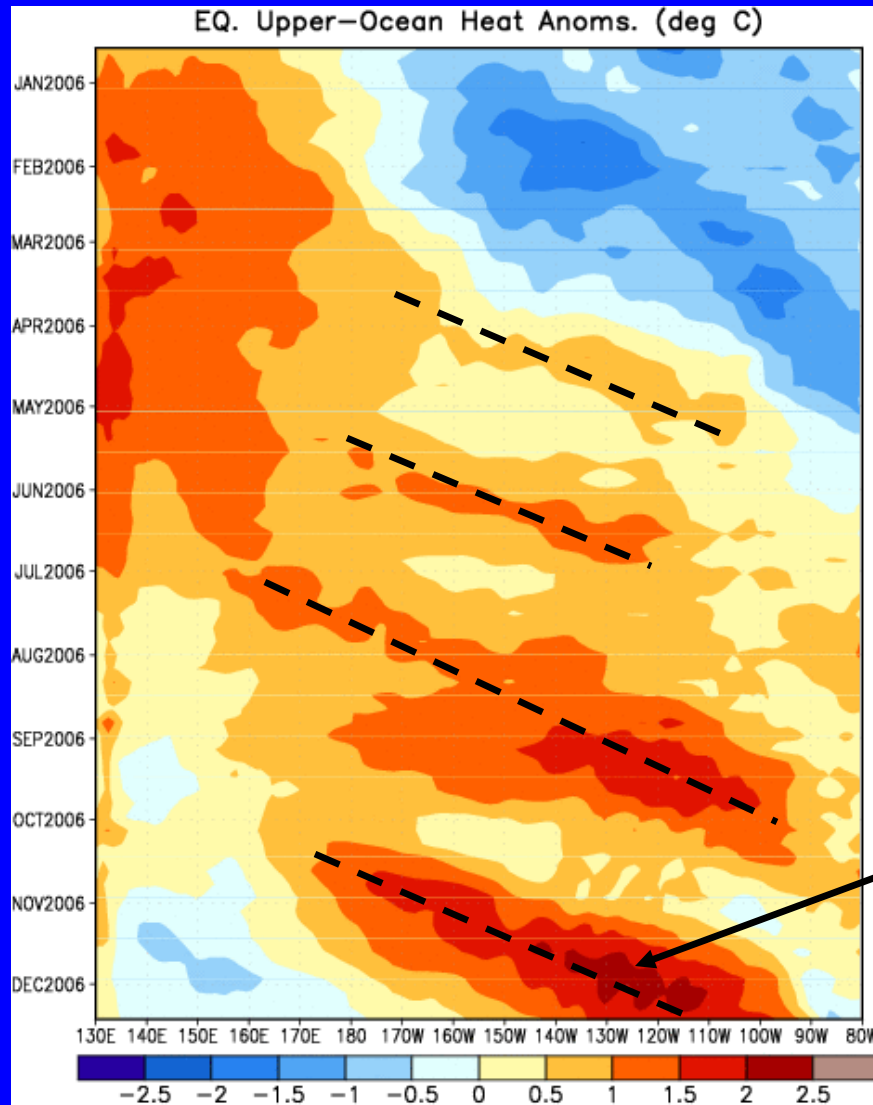 EQ. Upper-Ocean Heat Anoms. (deg C)
JAN2006
FEB2006
MAR2006
APR2006
MAY2006
JUN2006
JUL2006
AUG2006
SEP2006
OCT2006
NOV2006
DEC2006
130E 140E 150E 160E 170E 180 170W 160W 150W 140W 130W 120W 110W 100W 90W 80W
-2.5 -2 -1.5 -1 -0.5 0 0.5 1 1.5 2 2.5